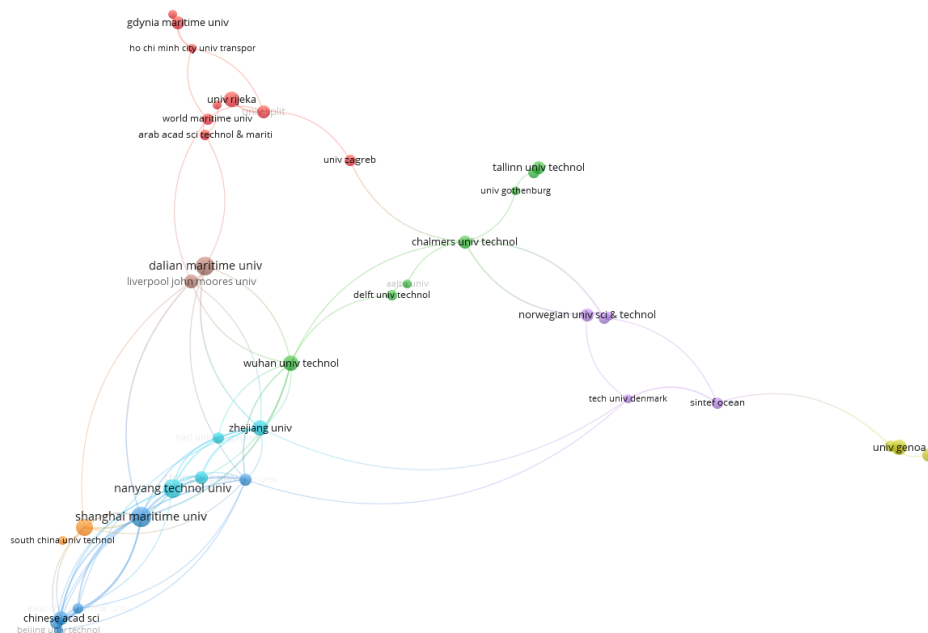 gdynia maritime univ
ho chi minh city univ transpor
univ rijeka
univ split
world maritime univ
arab acad sci technol & mariti
univ zagreb
tallinn univ technol
univ gothenburg
chalmers univ technol
dalian maritime univ
liverpool john moores univ
aalto univ
delft univ technol
norwegian univ sci & technol
wuhan univ technol
tech univ denmark
sintef ocean
zhejiang univ
univ genoa
nanyang technol univ
shanghai maritime univ
south china univ technol
chinese acad sci
beijing univ technol